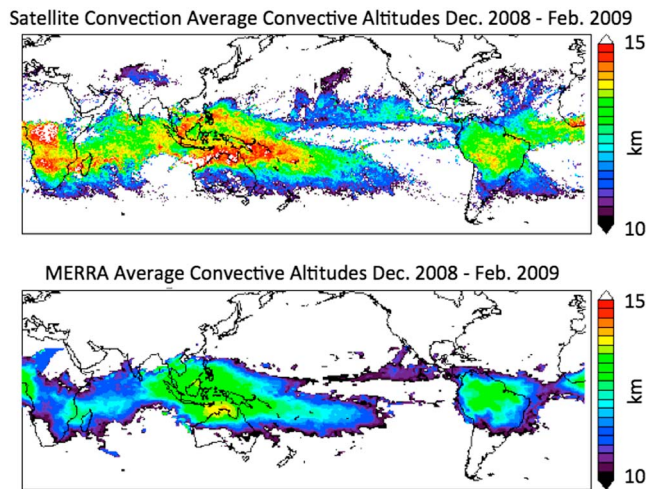 Satellite Convection Average Convective Altitudes Dec. 2008 - Feb. 2009
15
km
10
MERRA Average Convective Altitudes Dec. 2008 - Feb. 2009
15
km
10